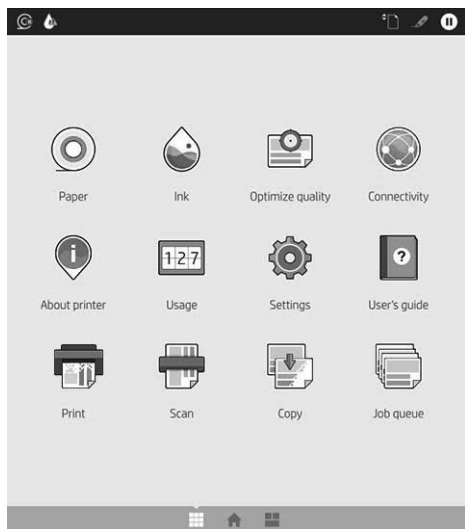 Paper
Ink
Optimize quality
Connectivity
127
?
i
About printer
Usage
Settings
User's guide
Print
Scan
Copy
Job queue